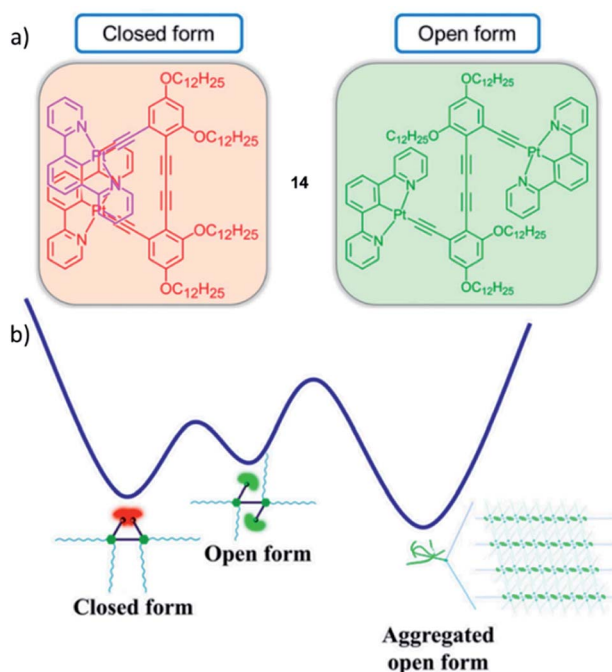 a)
Closed form
Open form
OC12H25
OC12H25
N
Pt
N
N
Pt
N
OC12H25
OC12H25
14
OC12H25
C12H25O
N
Pt
N
N
Pt
N
OC12H25
OC12H25
b)
Closed form
Open form
Aggregated
open form